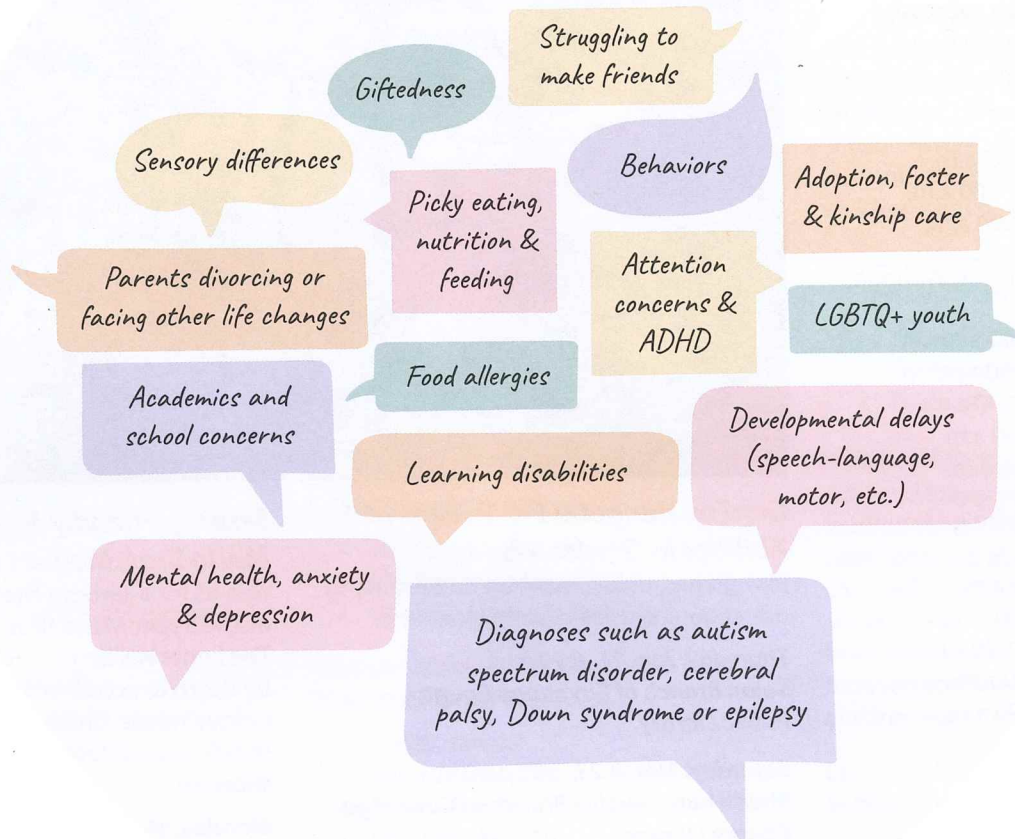 Struggling to
make friends
Giftedness
Sensory differences
Behaviors
Picky eating,
nutrition &
feeding
Adoption, foster
& kinship care
Parents divorcing or
facing other life changes
Attention
concerns &
ADHD
LGBTQ+ youth
Food allergies
Academics and
school concerns
Developmental delays
(speech-language,
motor, etc.)
Learning disabilities
Mental health, anxiety
& depression
Diagnoses such as autism
spectrum disorder, cerebral
palsy, Down syndrome or epilepsy